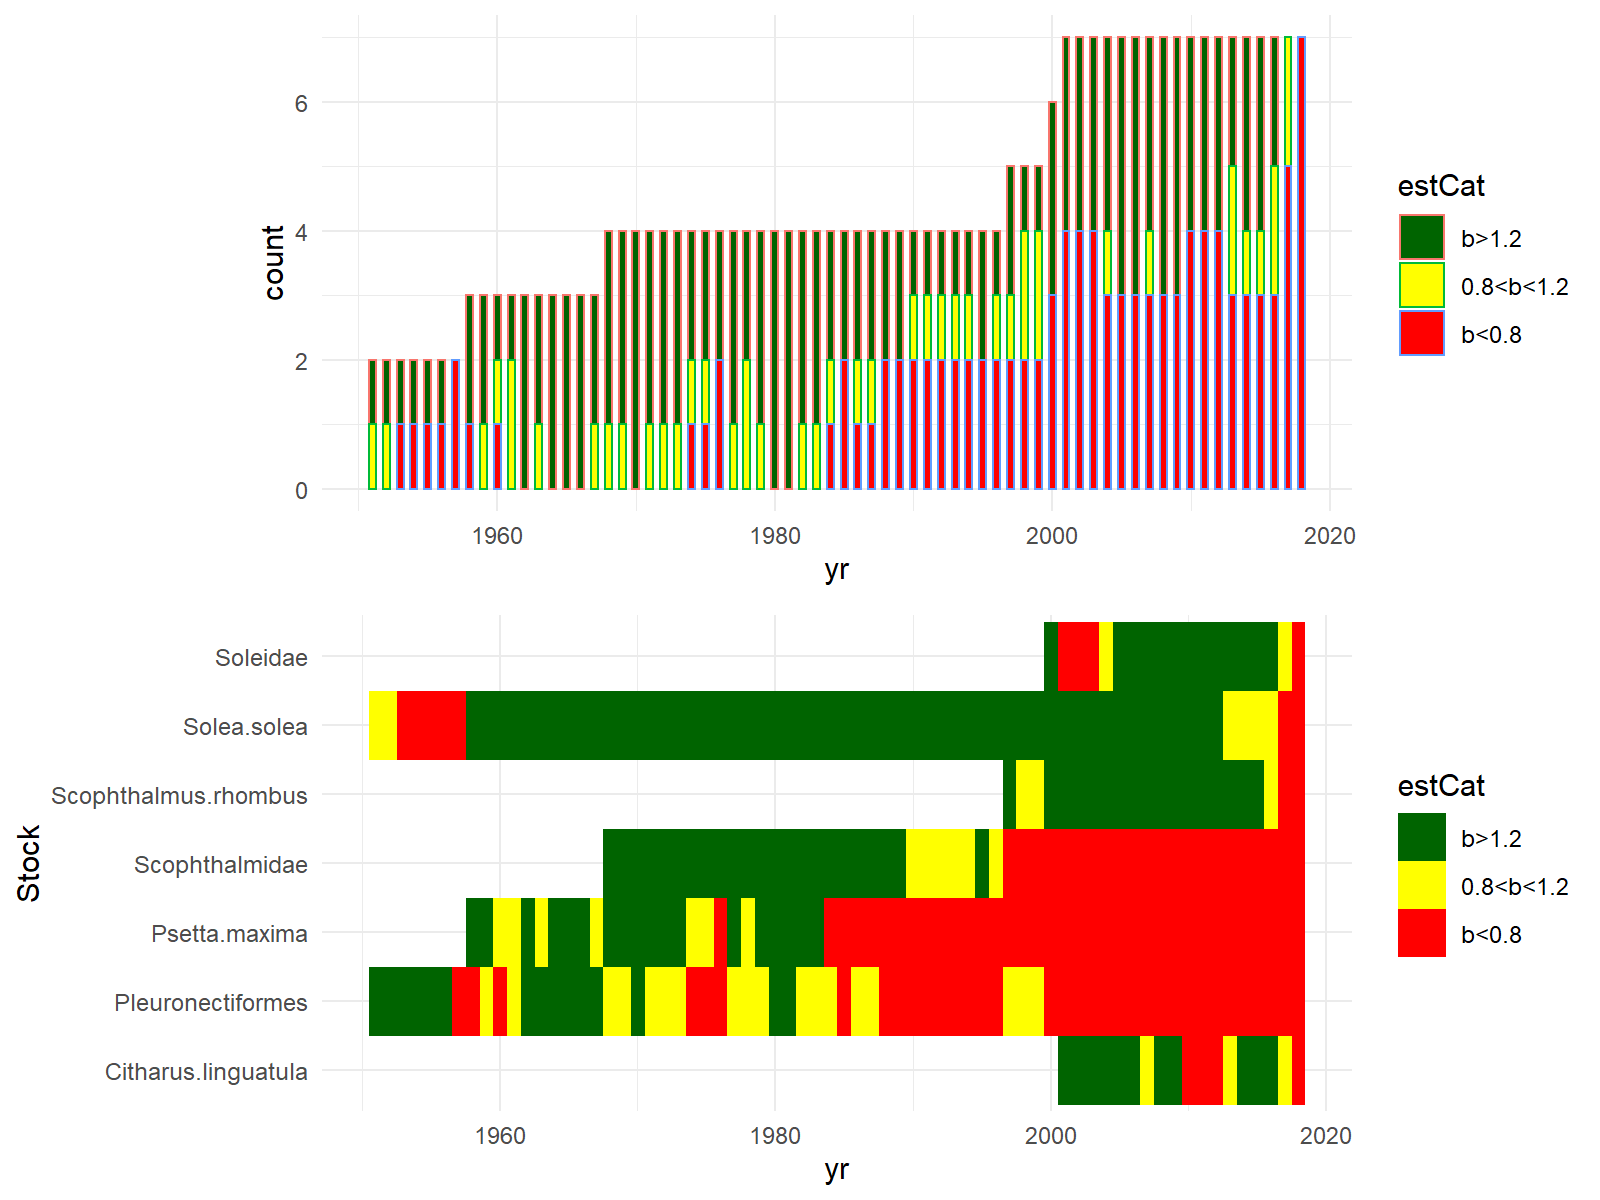 6
4
2
0
count
1960
1980
2000
2020
yr
estCat
b>1.2
0.8<b<1.2
b<0.8
Soleidae
Solea.solea
Scophthalmus.rhombus
Scophthalmidae
Psetta.maxima
Pleuronectiformes
Citharus.linguatula
Stock
1960
1980
2000
2020
yr
estCat
b>1.2
0.8<b<1.2
b<0.8